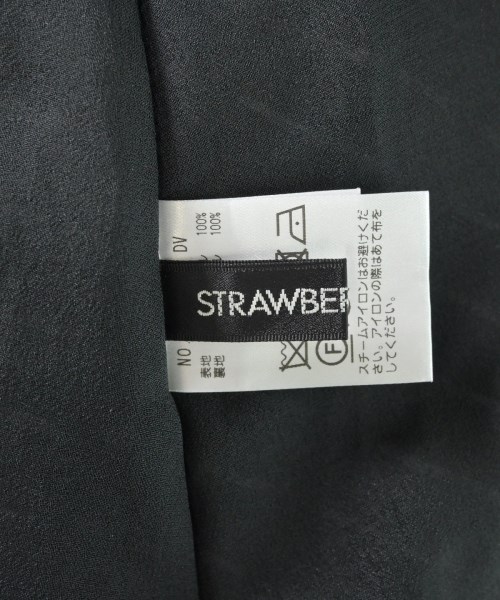 STRAWBE
NO
DV
表地
100%
裏地
100%
F
スチームアイロンはお避けくだ
さい。アイロンの際はあて布を
してください。